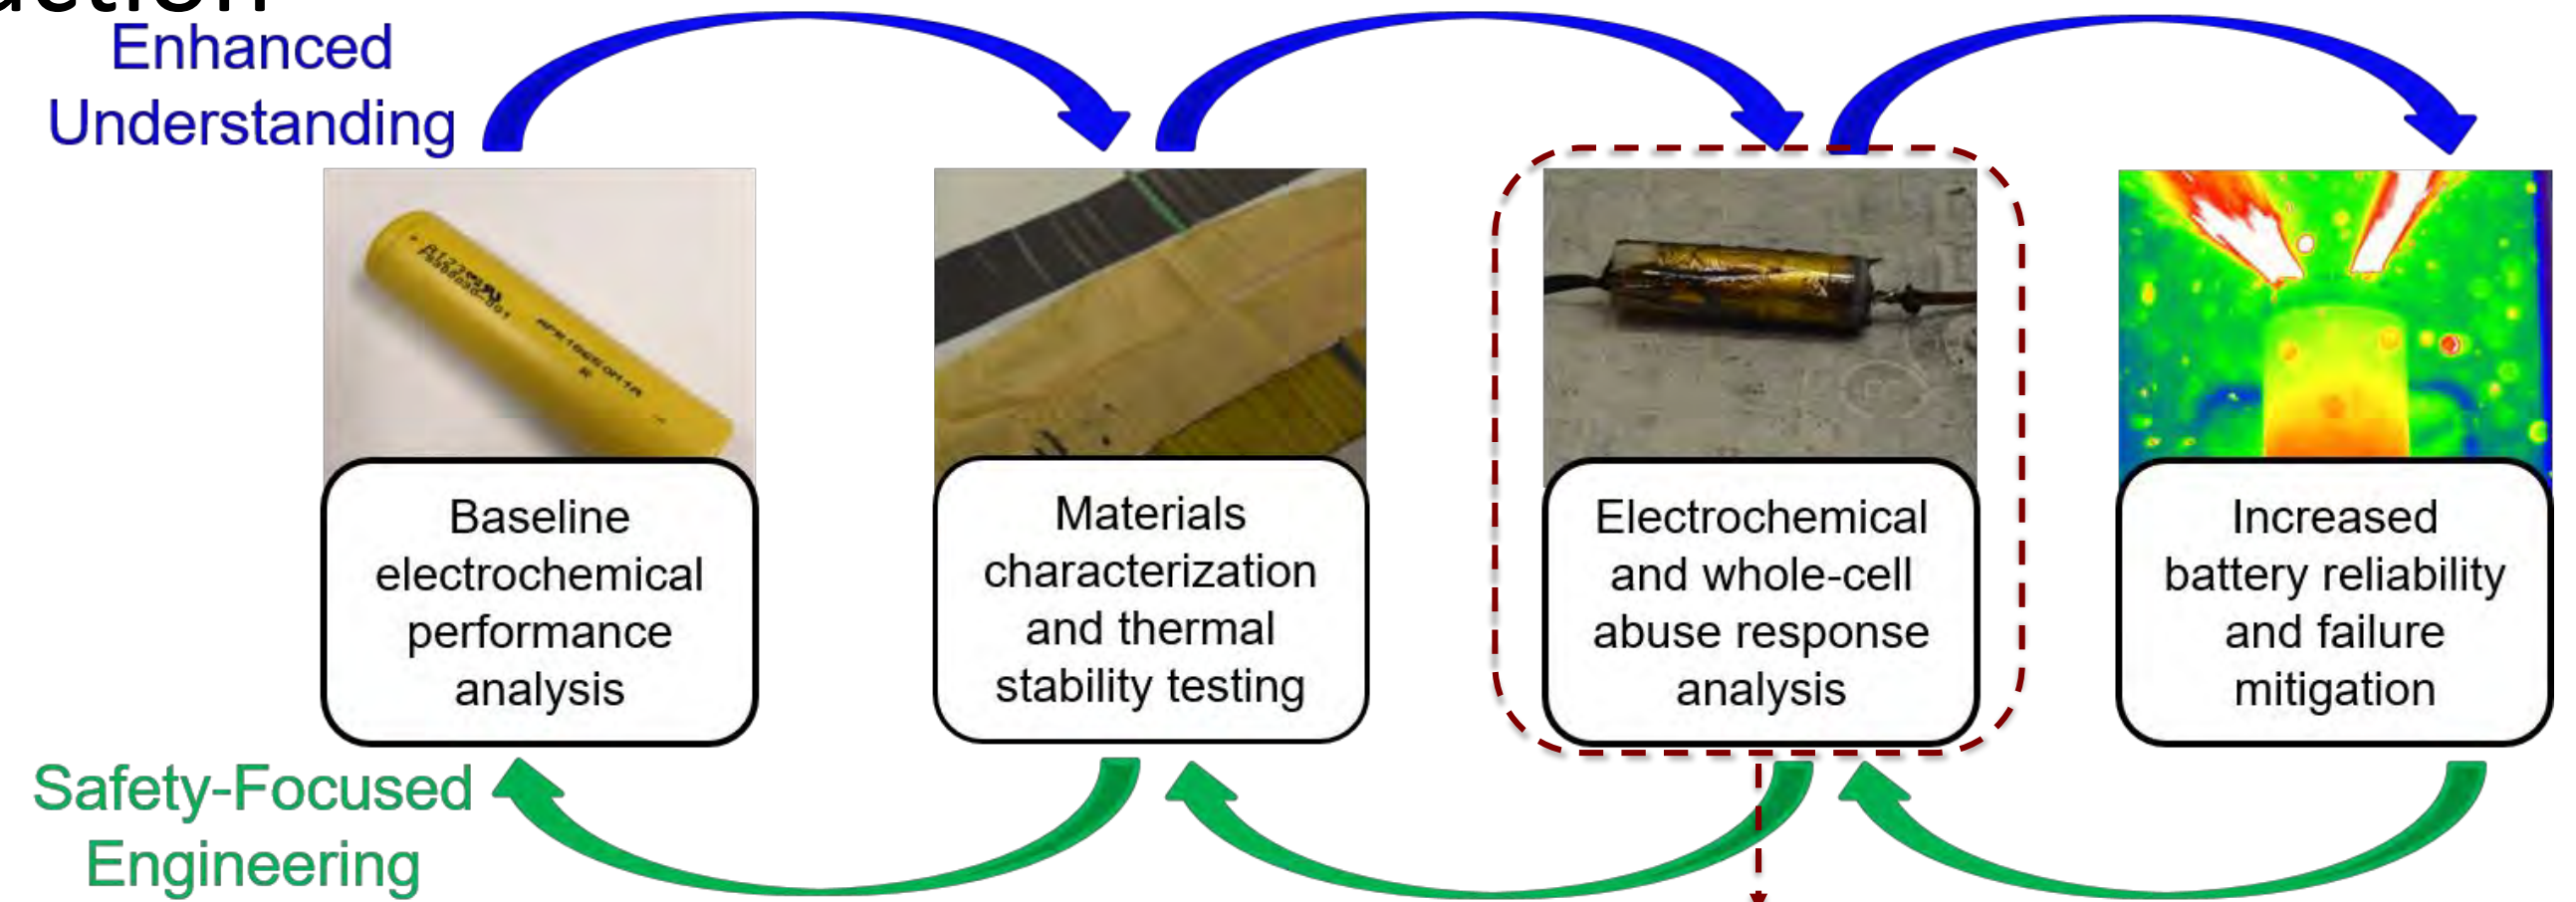 Enhanced
Understanding
Baseline
electrochemical
performance
analysis
Materials
characterization
and thermal
stability testing
Electrochemical
and whole-cell
abuse response
analysis
Increased
battery reliability
and failure
mitigation
Safety-Focused
Engineering